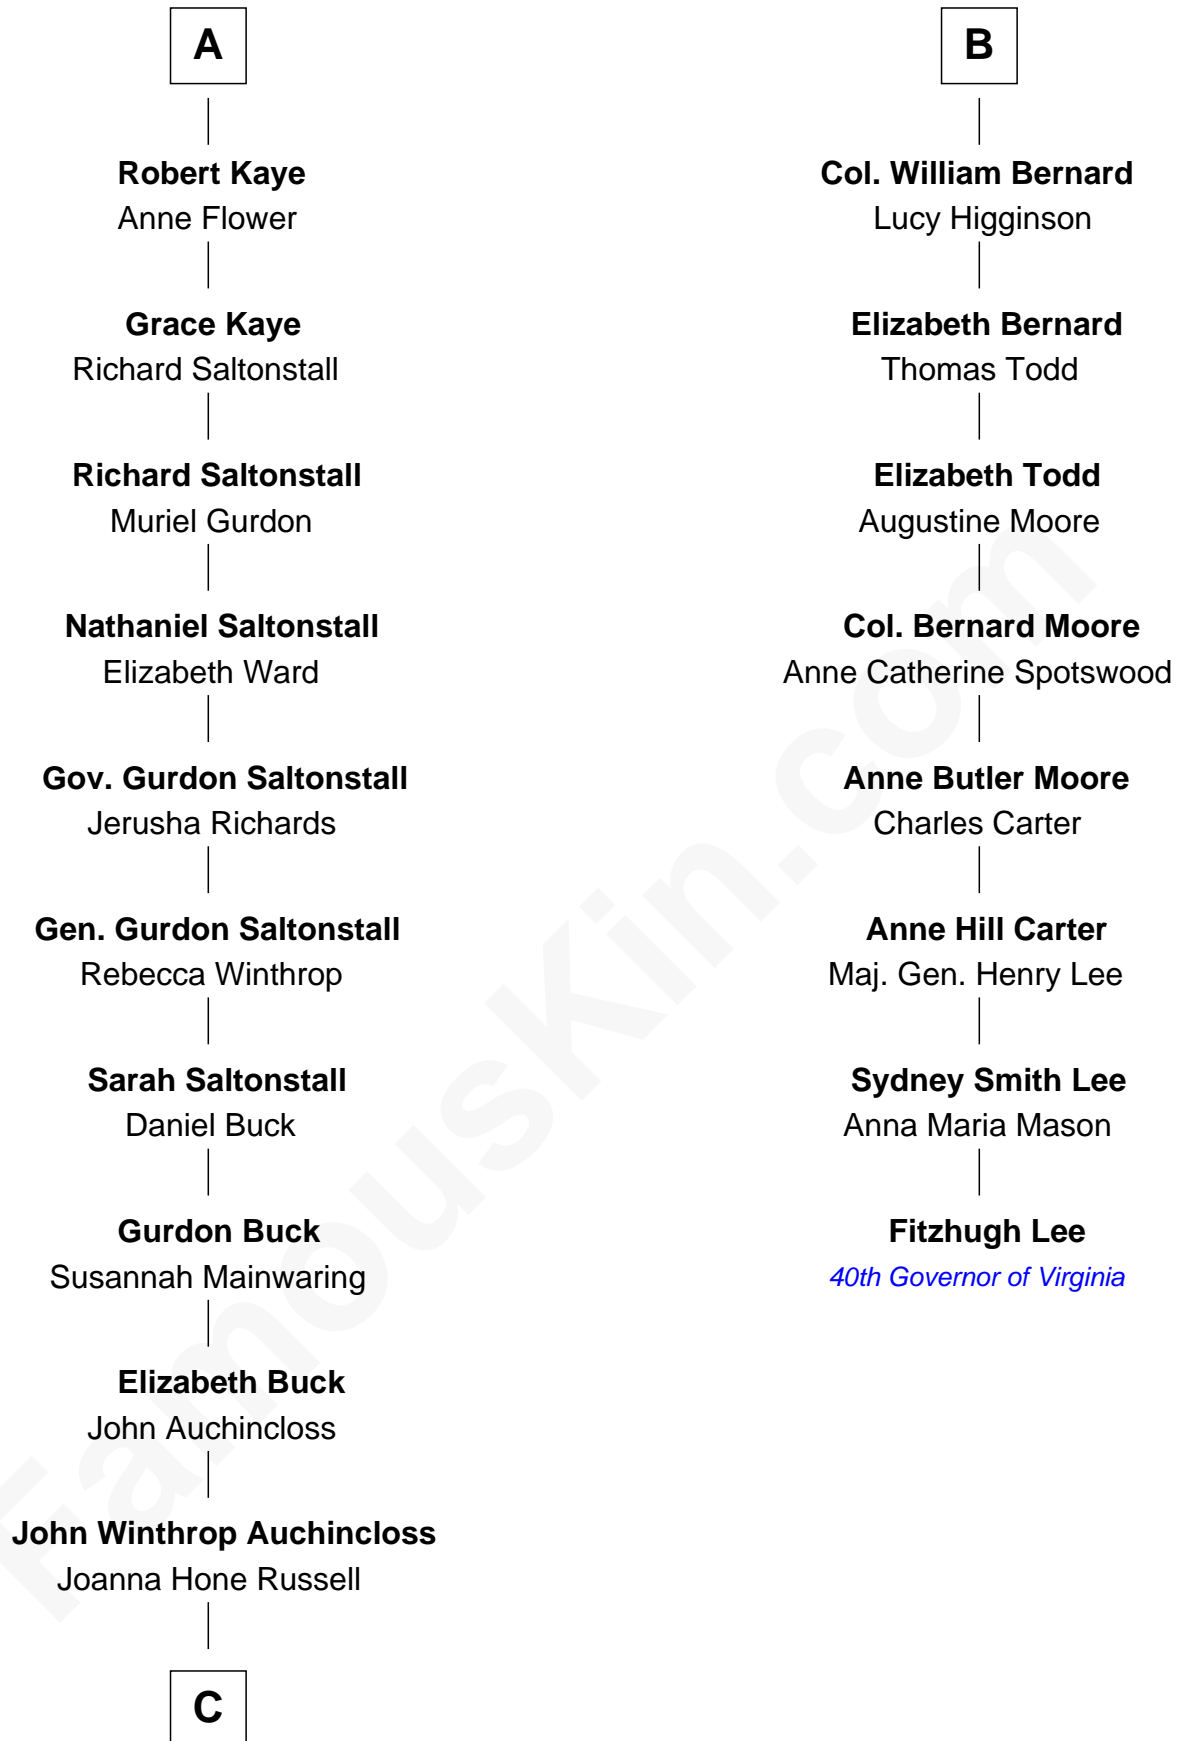 A
Robert Kaye
Anne Flower
Grace Kaye
Richard Saltonstall
Richard Saltonstall
Muriel Gurdon
Nathaniel Saltonstall
Elizabeth Ward
Gov. Gurdon Saltonstall
Jerusha Richards
Gen. Gurdon Saltonstall
Rebecca Winthrop
Sarah Saltonstall
Daniel Buck
Gurdon Buck
Susannah Mainwaring
Elizabeth Buck
John Auchincloss
John Winthrop Auchincloss
Joanna Hone Russell
C
B
Col. William Bernard
Lucy Higginson
Elizabeth Bernard
Thomas Todd
Elizabeth Todd
Augustine Moore
Col. Bernard Moore
Anne Catherine Spotswood
Anne Butler Moore
Charles Carter
Anne Hill Carter
Maj. Gen. Henry Lee
Sydney Smith Lee
Anna Maria Mason
Fitzhugh Lee
40th Governor of Virginia
FamousKin.com